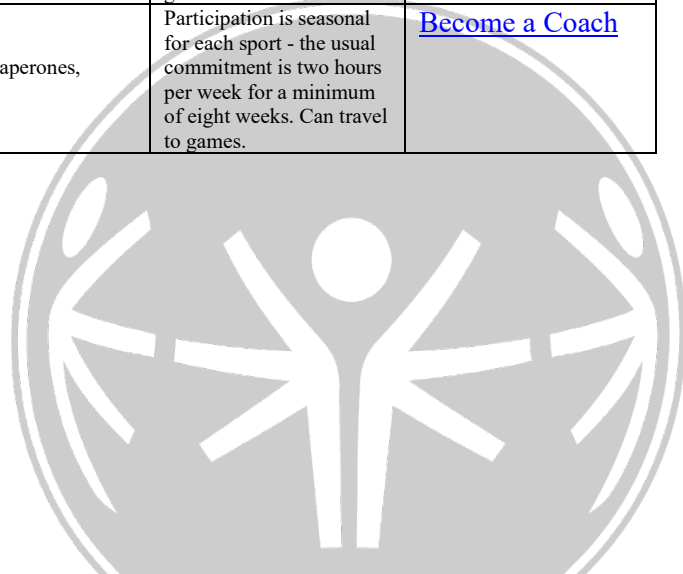 Participation is seasonal
for each sport - the usual
commitment is two hours
per week for a minimum
of eight weeks. Can travel
to games.
aperones,
Become a Coach